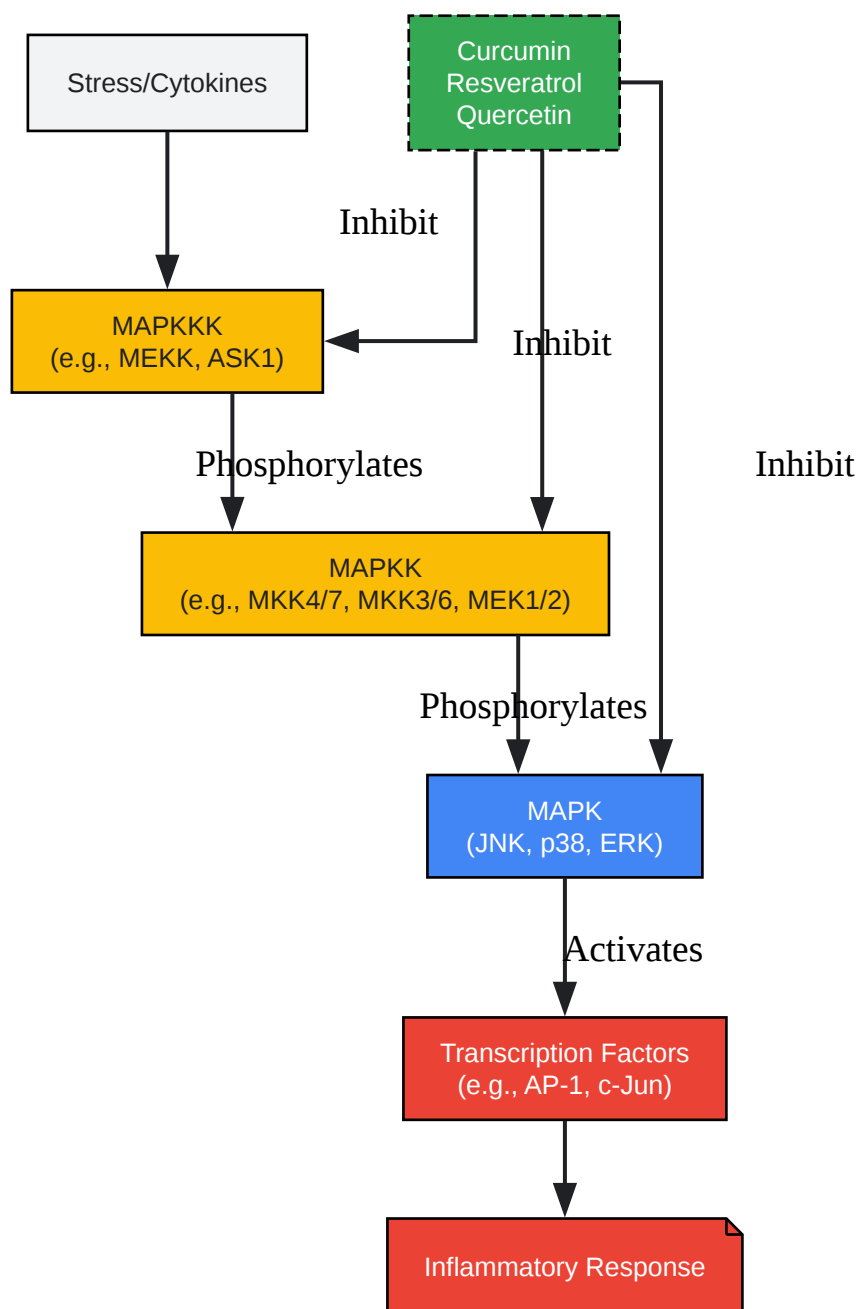 Stress/Cytokines
Curcumin
Resveratrol
Quercetin
Inhibit
MAPKKK
(e.g., MEKK, ASK1)
Inhibit
Phosphorylates
Inhibit
MAPKK
(e.g., MKK4/7, MKK3/6, MEK1/2)
Phosphorylates
MAPK
(JNK, p38, ERK)
Activates
Transcription Factors
(e.g., AP-1, c-Jun)
Inflammatory Response